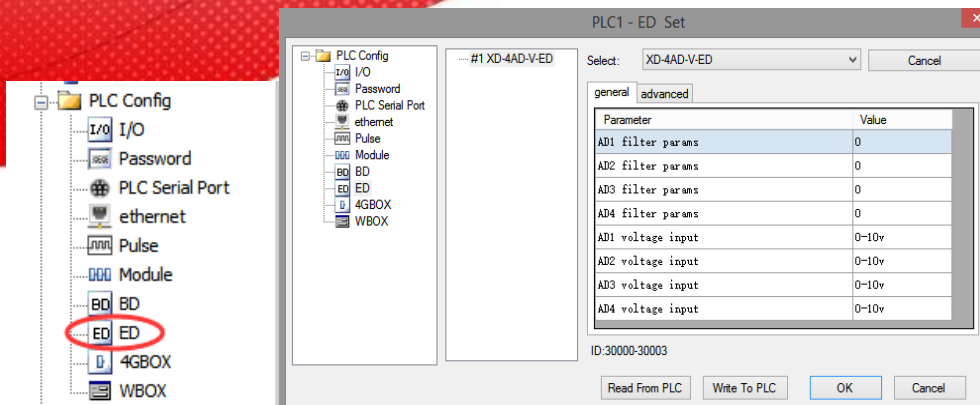 PLC Config
I/O I/O
Password
PLC Serial Port
ethernet
Pulse
Module
BD BD
ED ED
4GBOX
WBOX
PLC1 - ED Set
PLC Config
I/O I/O
Password
PLC Serial Port
ethernet
Pulse
Module
BD BD
ED ED
4GBOX
WBOX
#1 XD-4AD-V-ED
Select: XD-4AD-V-ED Cancel
general advanced
Parameter Value
AD1 filter params 0
AD2 filter params 0
AD3 filter params 0
AD4 filter params 0
AD1 voltage input 0-10v
AD2 voltage input 0-10v
AD3 voltage input 0-10v
AD4 voltage input 0-10v
ID:30000-30003
Read From PLC Write To PLC OK Cancel